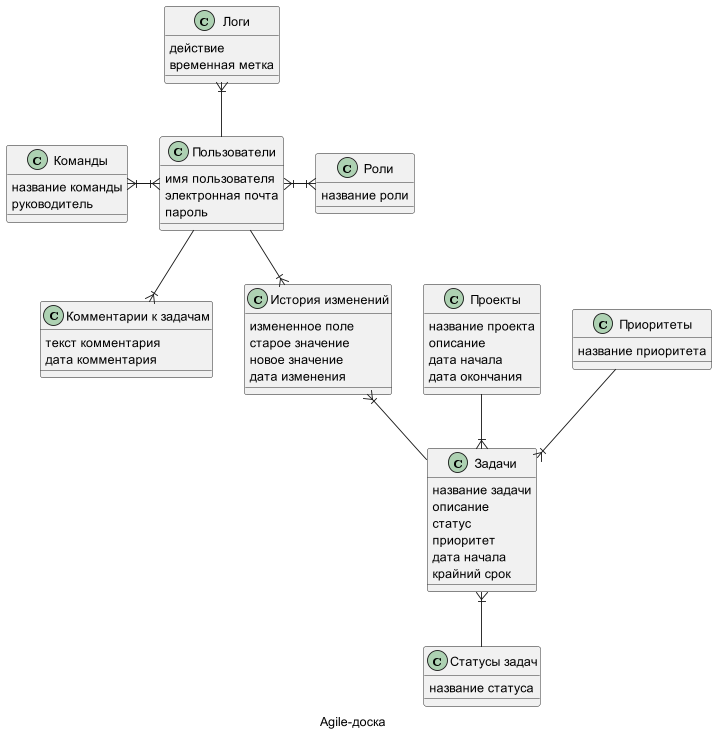 C Логи
действие
временная метка
C Команды
название команды
руководитель
C Пользователи
имя пользователя
электронная почта
пароль
C Роли
название роли
C Комментарии к задачам
текст комментария
дата комментария
C История изменений
измененное поле
старое значение
новое значение
дата изменения
C Проекты
название проекта
описание
дата начала
дата окончания
C Приоритеты
название приоритета
C Задачи
название задачи
описание
статус
приоритет
дата начала
крайний срок
C Статусы задач
название статуса
Agile-доска